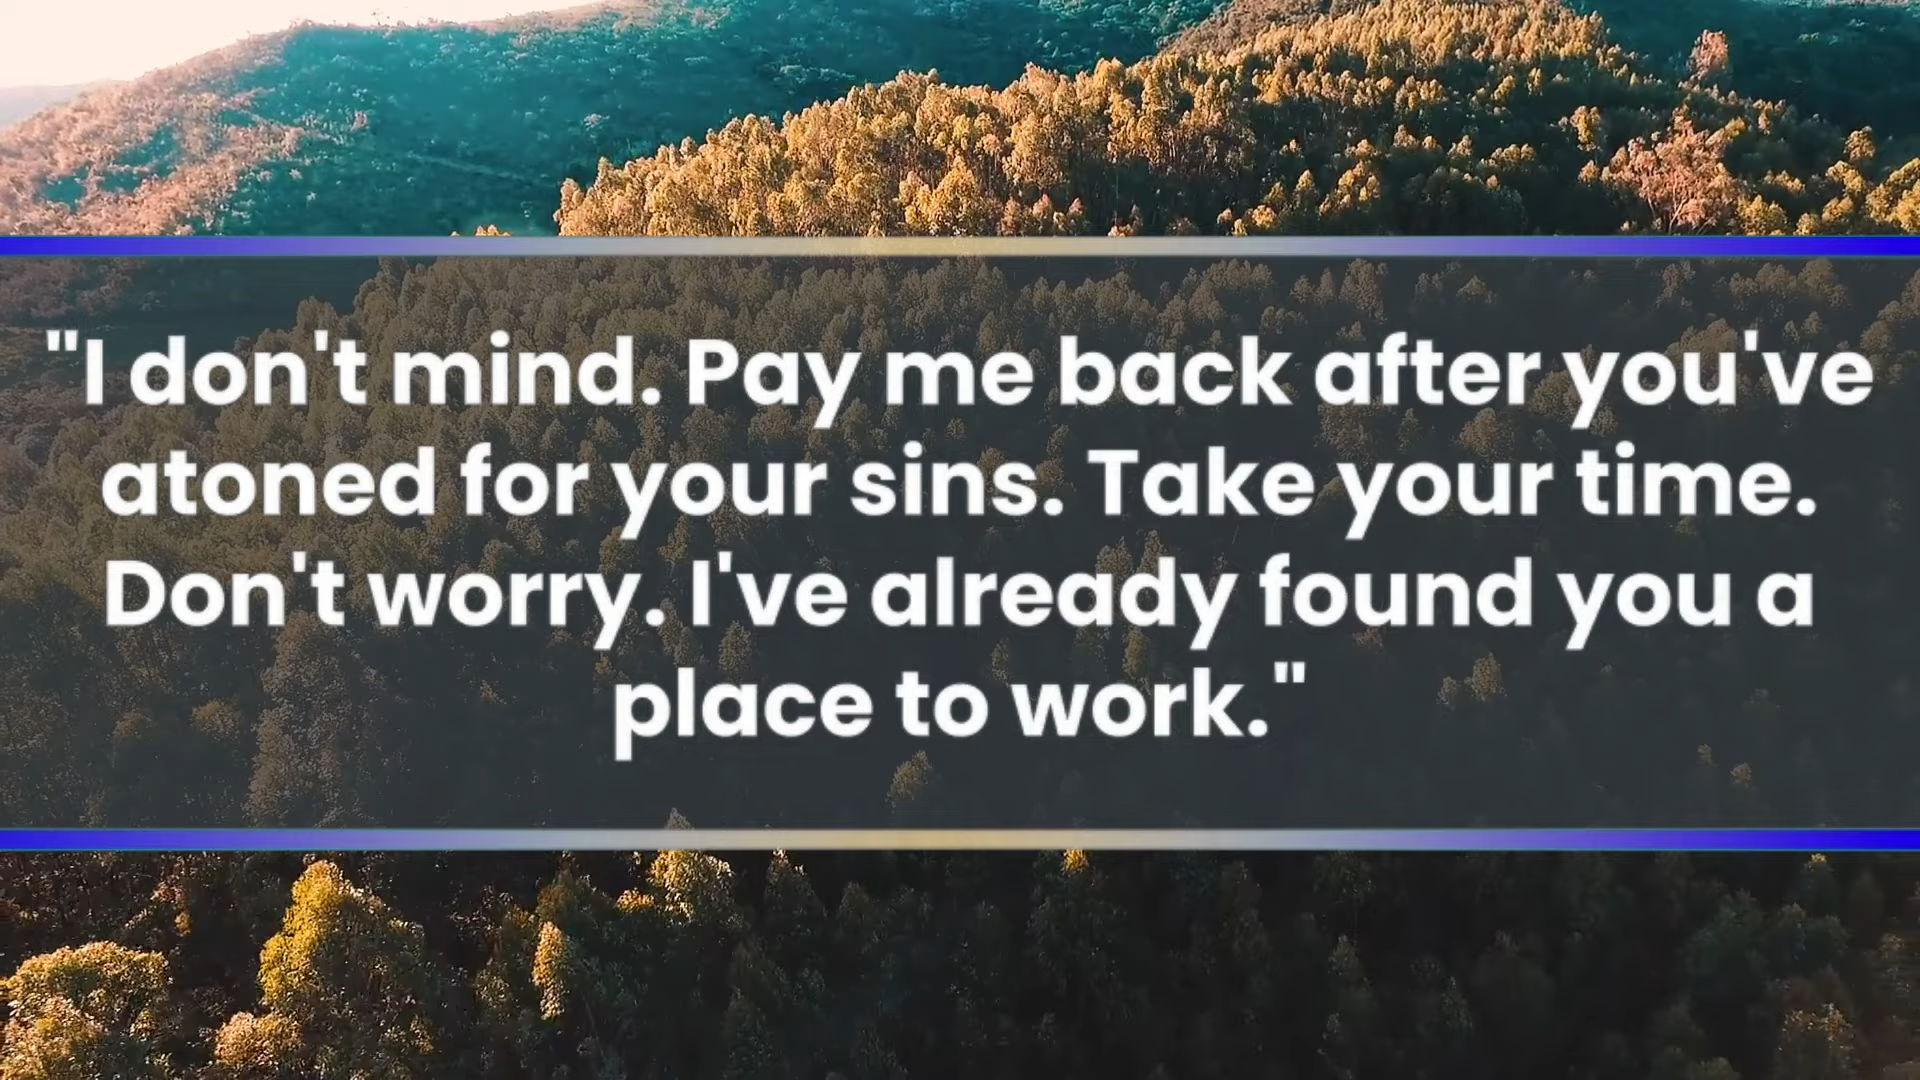 "I don't mind. Pay me back after you've
atoned for your sins. Take your time.
Don't worry. I've already found you a
place to work."